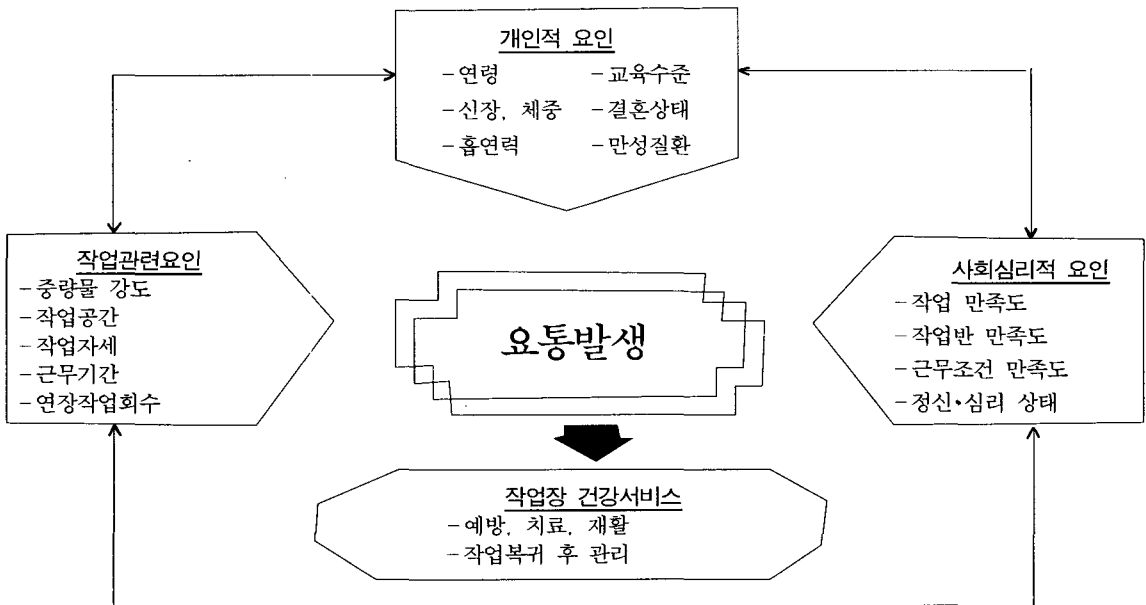 개인적 요인
-연령 -교육수준
-신장, 체중 -결혼상태
-흡연력 -만성질환
작업관련요인
-중량물 강도
-작업공간
-작업자세
-근무기간
-연장작업회수
요통발생
사회심리적 요인
-작업 만족도
-작업반 만족도
-근무조건 만족도
-정신•심리 상태
작업장 건강서비스
-예방, 치료, 재활
-작업복귀 후 관리